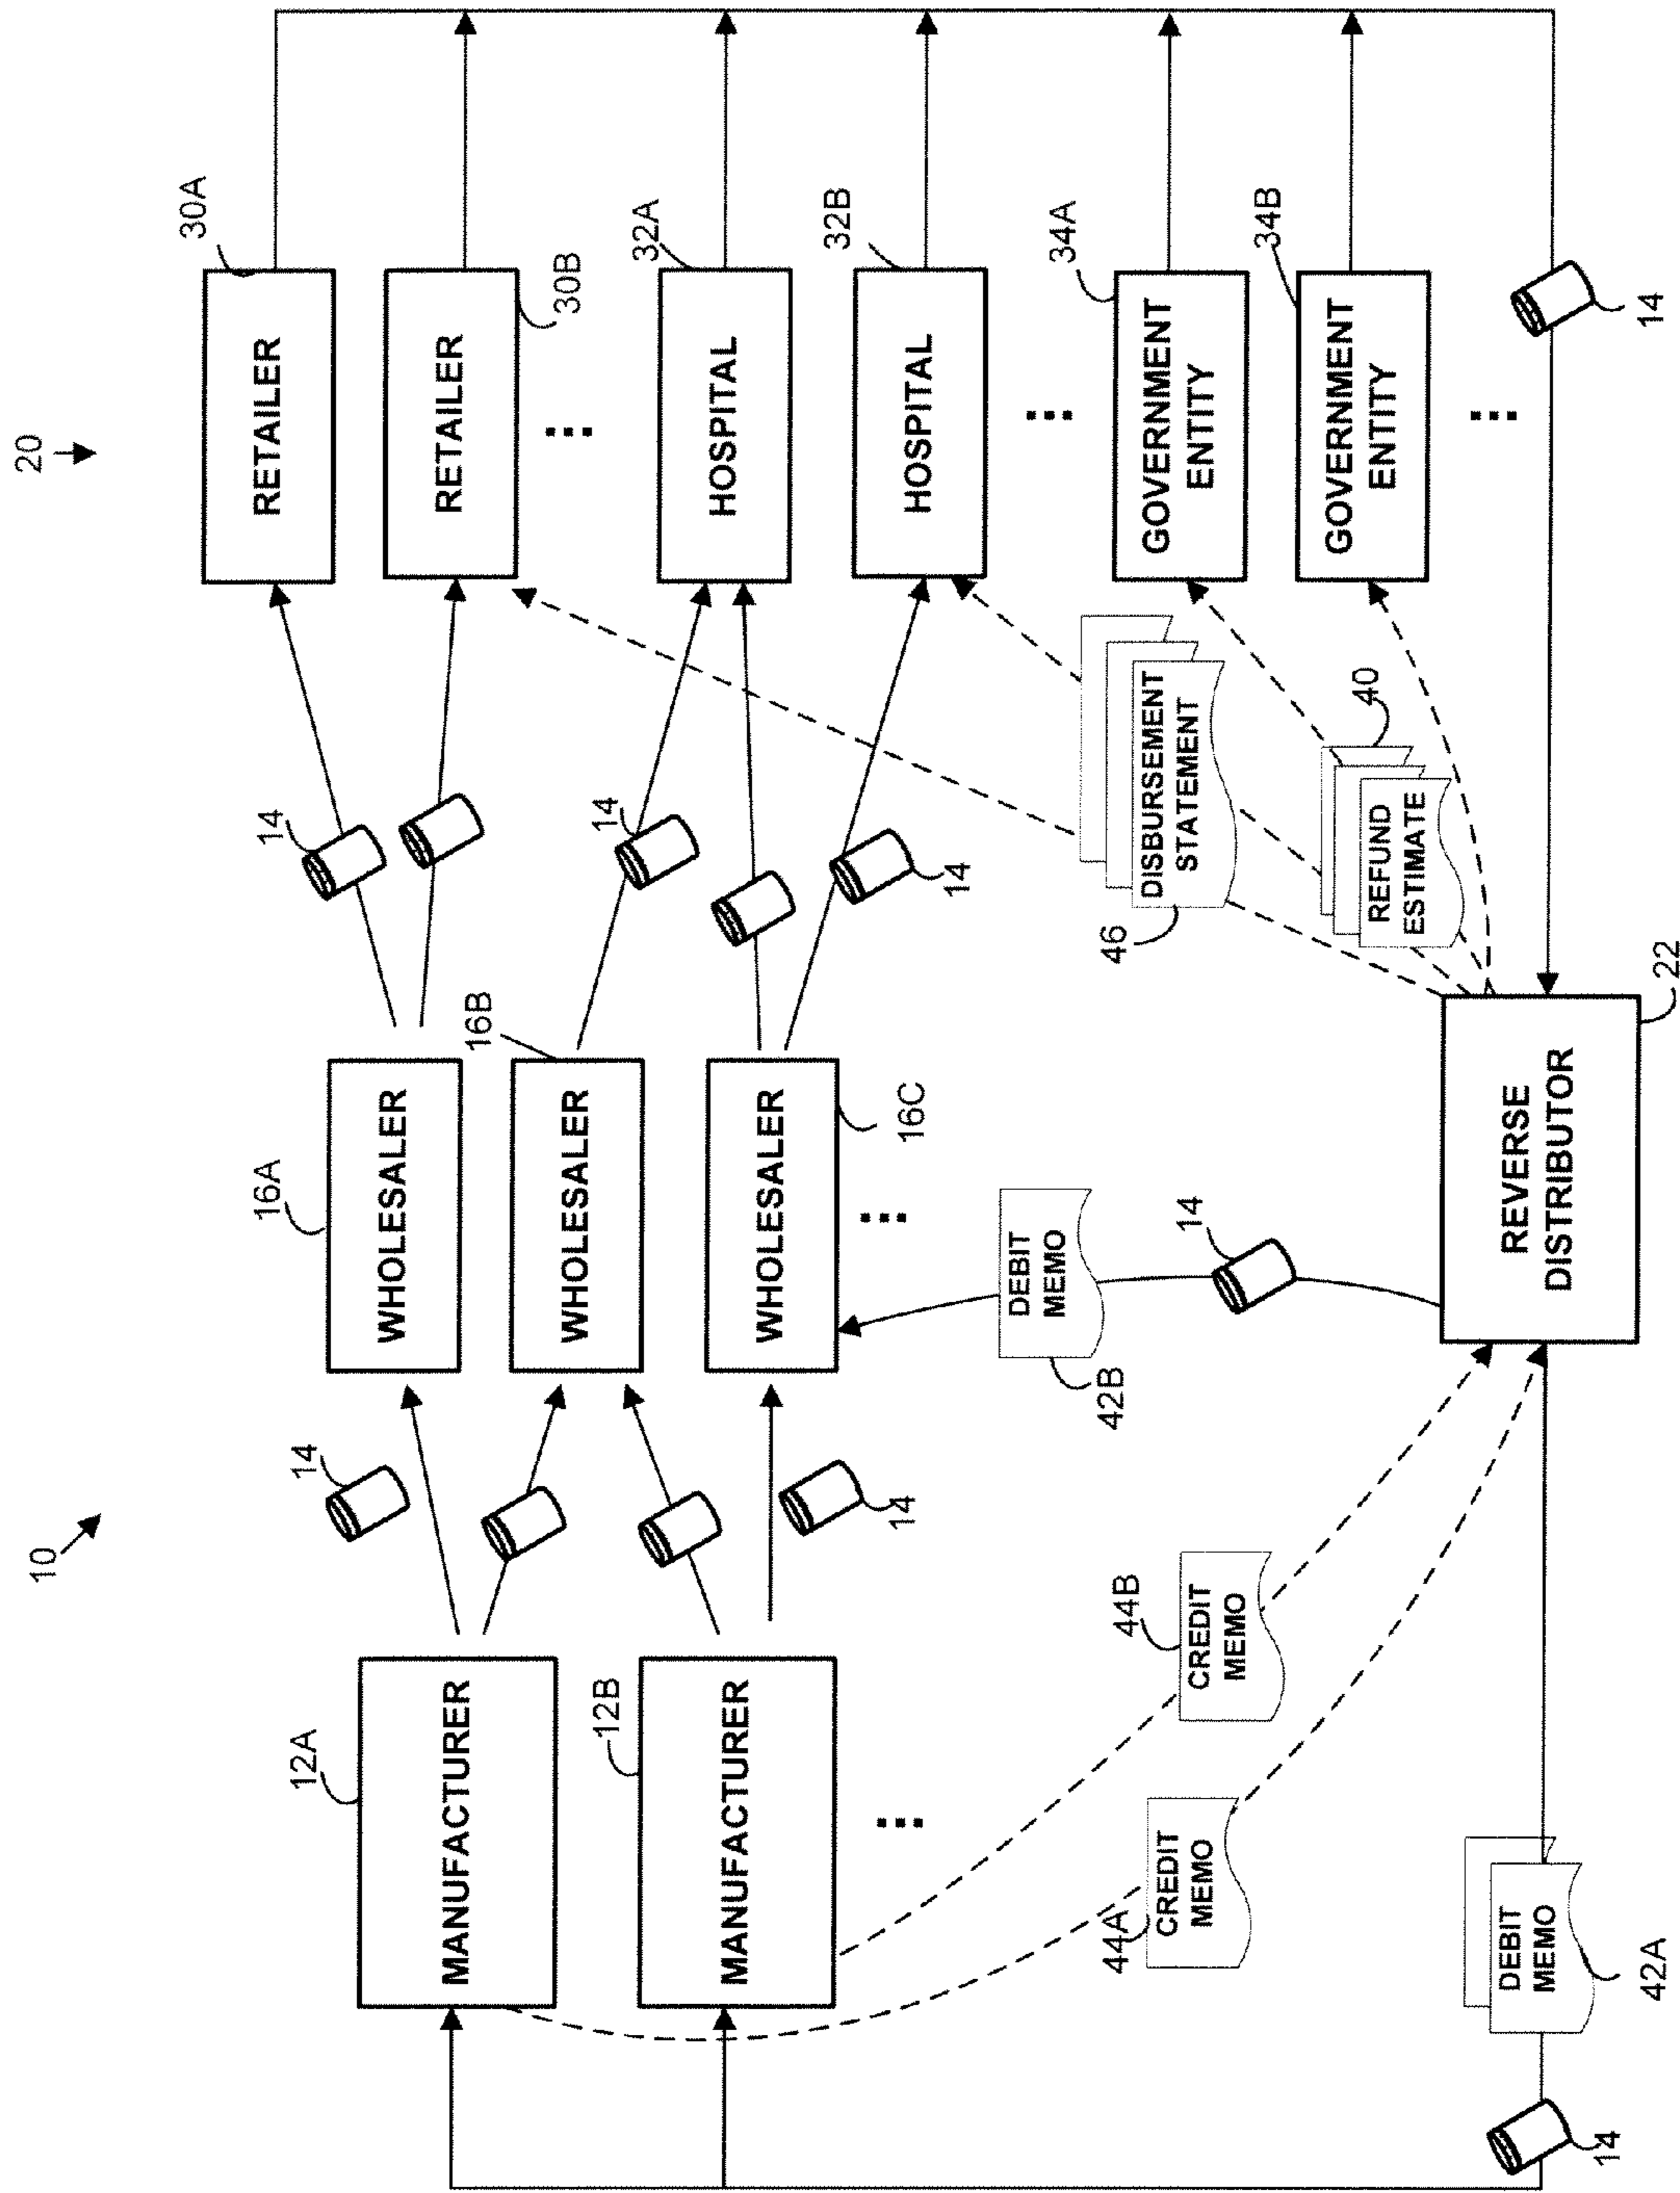 10
20
12A
MANUFACTURER
12B
MANUFACTURER
14
14
16A
WHOLESALER
16B
WHOLESALER
16C
WHOLESALER
14
14
14
30A
RETAILER
30B
RETAILER
32A
HOSPITAL
32B
HOSPITAL
34A
GOVERNMENT
ENTITY
34B
GOVERNMENT
ENTITY
44A
CREDIT
MEMO
44B
CREDIT
MEMO
42B
DEBIT
MEMO
14
46
DISBURSEMENT
STATEMENT
40
REFUND
ESTIMATE
14
DEBIT
MEMO
42A
REVERSE
DISTRIBUTOR
22
14